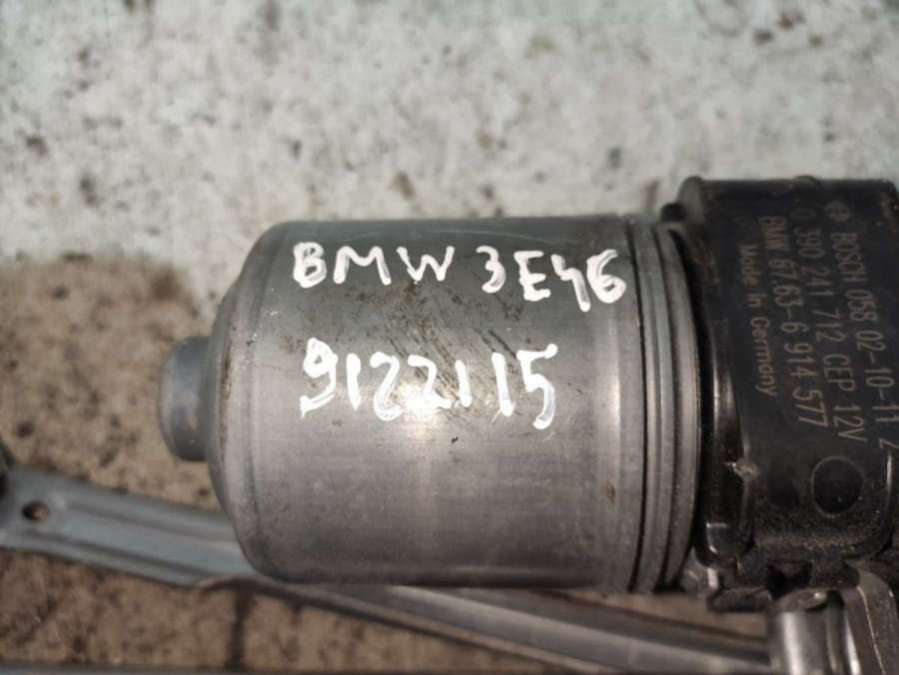 BMW 3E46
9122115
BOSCH 058 02-10-11 2
0 390 241 712 CEP 12V
BMW 67.63-6 914 577
Made in Germany